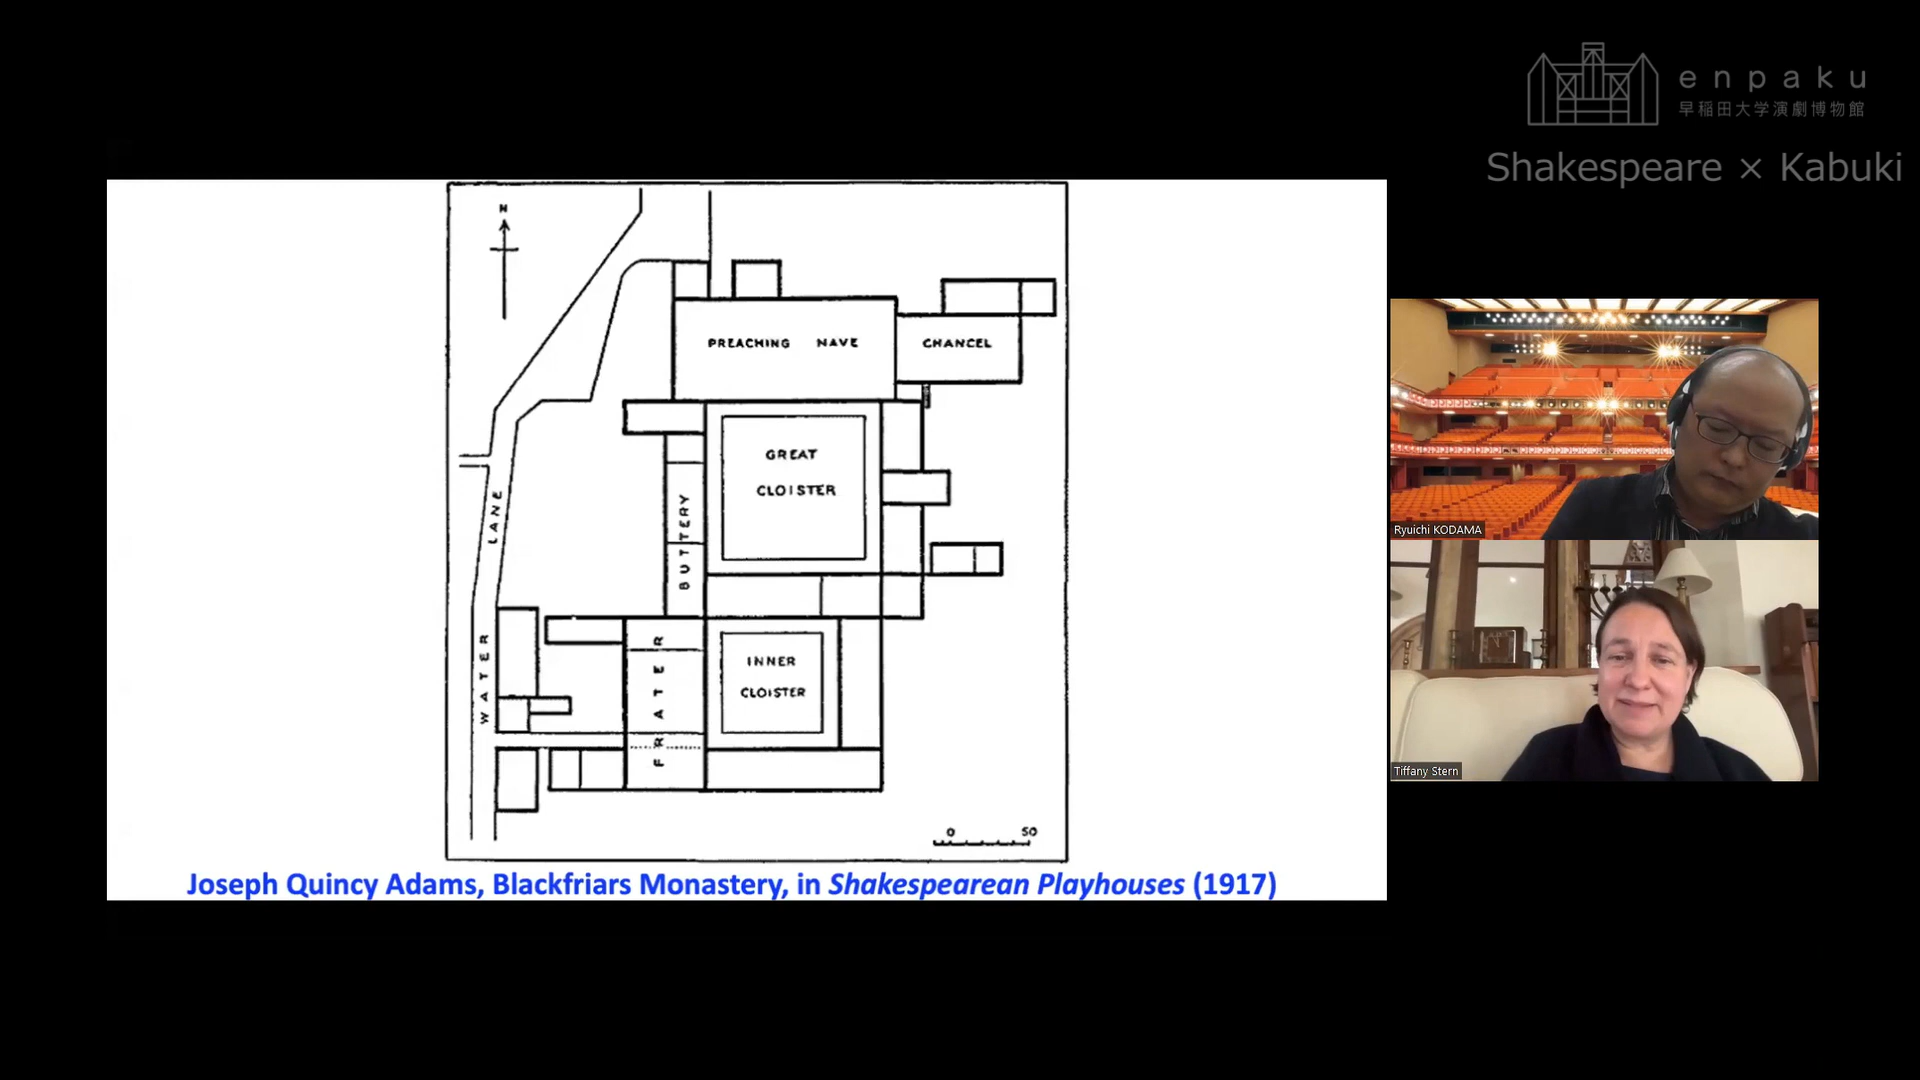 enpaku
早稲田大学演劇博物館
Shakespeare × Kabuki
N
PREACHING NAVE
CHANCEL
GREAT
CLOISTER
LANE
BUTTERY
WATER
FRATER
INNER
CLOISTER
0 50
Joseph Quincy Adams, Blackfriars Monastery, in Shakespearean Playhouses (1917)
Ryuichi KODAMA
Tiffany Stern